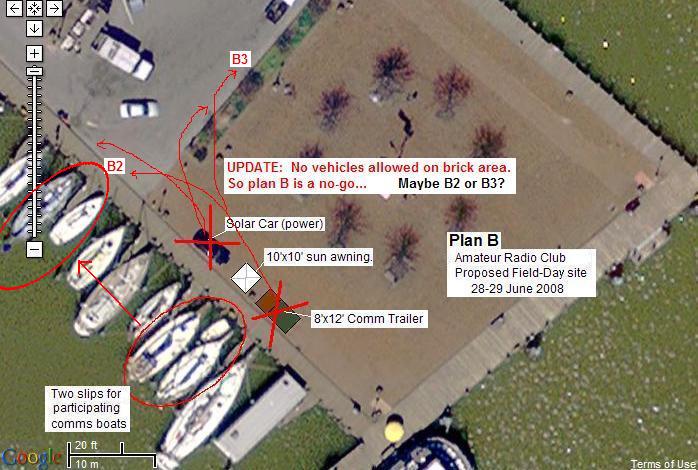 B3
B2
UPDATE:  No vehicles allowed on brick area.
So plan B is a no-go...        Maybe B2 or B3?
Solar Car (power)
Plan B
Amateur Radio Club
Proposed Field-Day site
28-29 June 2008
10'x10' sun awning.
8'x12' Comm Trailer
Two slips for
participating
comms boats
Google
20 ft
10 m
Terms of Use